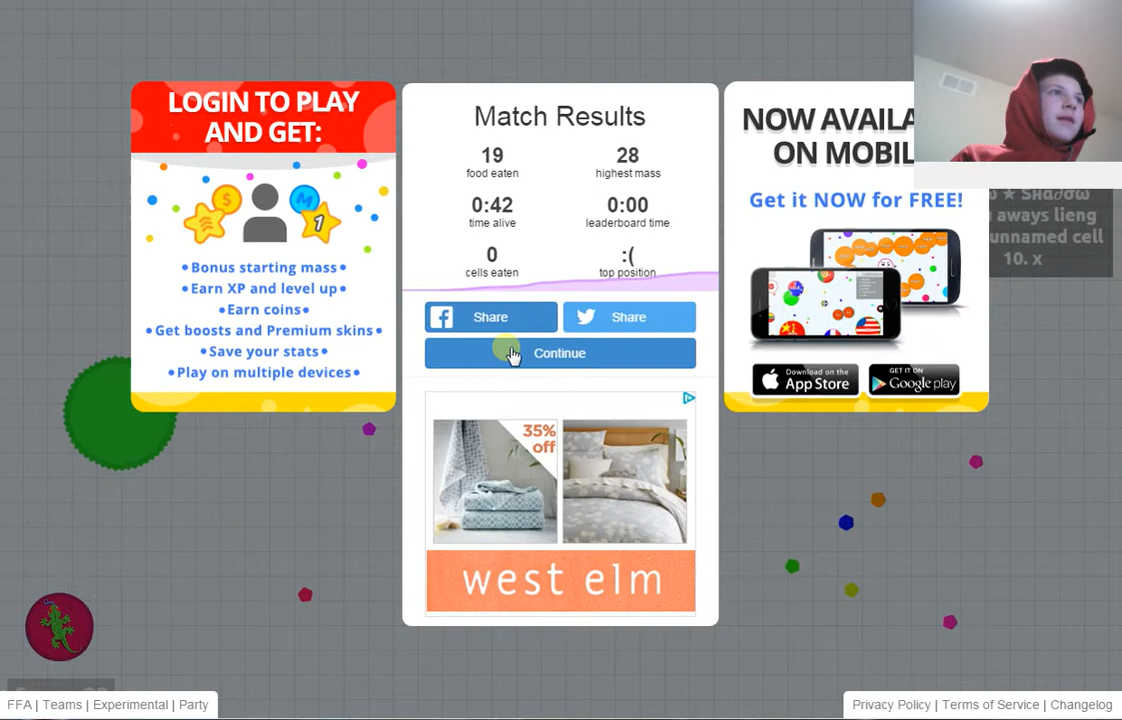 LOGIN TO PLAY
AND GET:
•Bonus starting mass•
•Earn XP and level up•
•Earn coins•
•Get boosts and Premium skins•
•Save your stats•
•Play on multiple devices•
Match Results
19
food eaten
28
highest mass
0:42
time alive
0:00
leaderboard time
0
cells eaten
:(
top position
Share
Share
Continue
35%
off
west elm
NOW AVAILA
ON MOBIL
Get it NOW for FREE!
Download on the
App Store
GET IT ON
Google play
aways lieng
unnamed cell
10. x
FFA | Teams | Experimental | Party
Privacy Policy | Terms of Service | Changelog